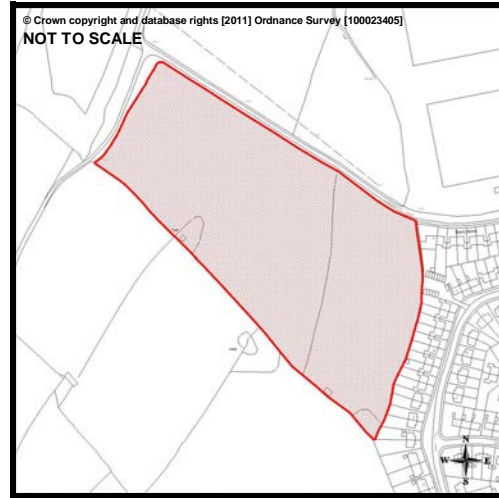 © Crown copyright and database rights [2011] Ordnance Survey [100023405]
NOT TO SCALE
N
W E
S